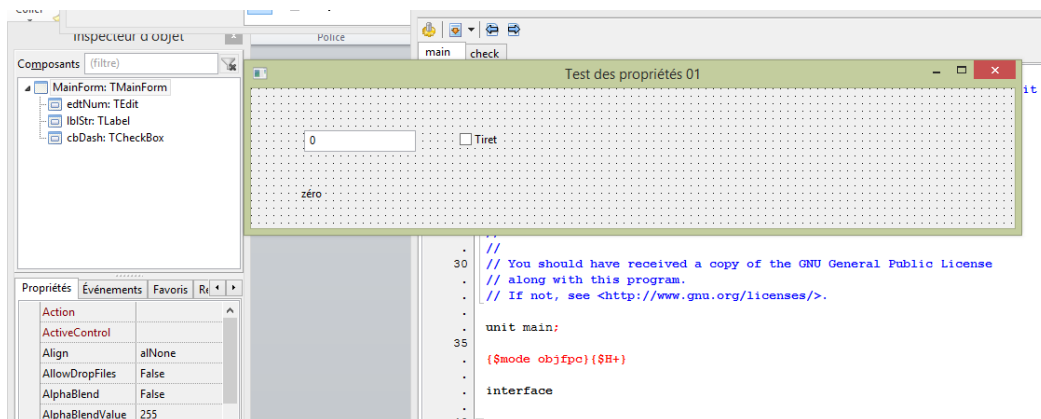 Inspecteur d'objet
Composants (filtre)
MainForm: TMainForm
edtNum: TEdit
lblStr: TLabel
cbDash: TCheckBox
Propriétés Événements Favoris
Action
ActiveControl
Align alNone
AllowDropFiles False
AlphaBlend False
AlphaBlendValue 255
Police
main check
Test des propriétés 01
it
0 Tiret
zéro
//
//
30 // You should have received a copy of the GNU General Public License
. // along with this program.
. // If not, see <http://www.gnu.org/licenses/>.
.
. unit main;
35
. {$mode objfpc}{$H+}
.
. interface
.